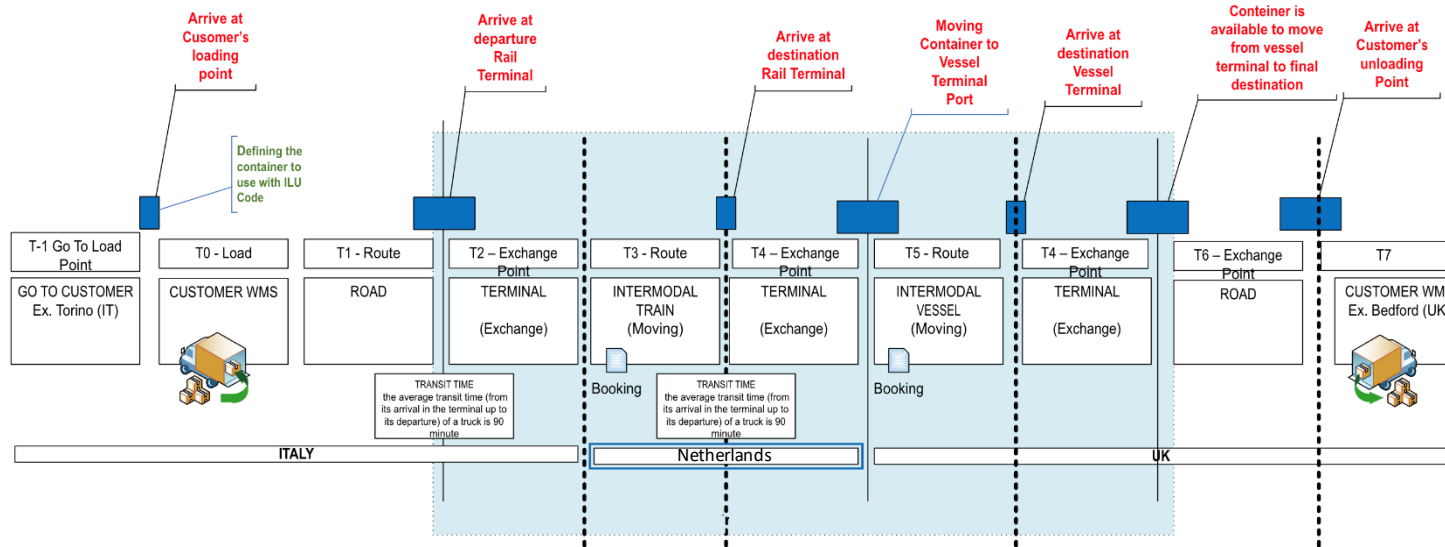 Arrive at
Cusomer's
loading
point
Arrive at
departure
Rail
Terminal
Arrive at
destination
Rail Terminal
Moving
Container to
Vessel
Terminal
Port
Arrive at
destination
Vessel
Terminal
Conteiner is
available to move
from vessel
terminal to final
destination
Arrive at
Customer's
unloading
Point
Defining the
container to
use with ILU
Code
T-1 Go To Load
Point
T0 - Load
T1 - Route
T2 – Exchange
Point
T3 - Route
T4 – Exchange
Point
T5 - Route
T4 – Exchange
Point
T6 – Exchange
Point
T7
GO TO CUSTOMER
Ex. Torino (IT)
CUSTOMER WMS
ROAD
TERMINAL
(Exchange)
INTERMODAL
TRAIN
(Moving)
TERMINAL
(Exchange)
INTERMODAL
VESSEL
(Moving)
TERMINAL
(Exchange)
ROAD
CUSTOMER WM
Ex. Bedford (UK
Booking
Booking
TRANSIT TIME
the average transit time (from
its arrival in the terminal up to
its departure) of a truck is 90
minute
TRANSIT TIME
the average transit time (from
its arrival in the terminal up to
its departure) of a truck is 90
minute
ITALY
Netherlands
UK